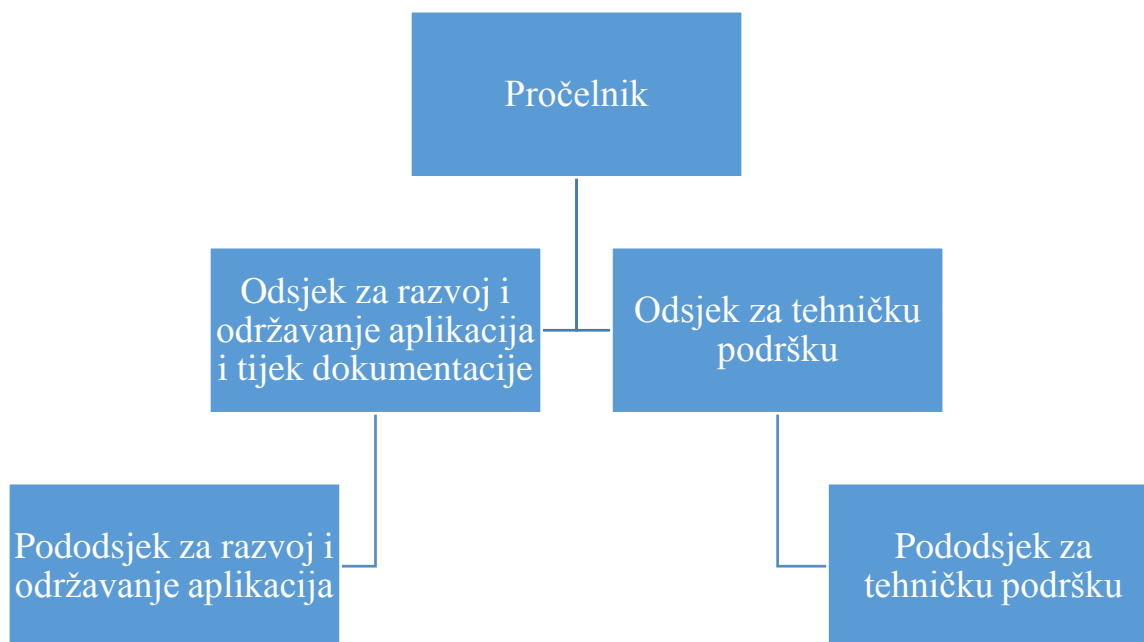 Pročelnik
Odsjek za razvoj i
održavanje aplikacija
i tijek dokumentacije
Odsjek za tehničku
podršku
Pododsjek za razvoj i
održavanje aplikacija
Pododsjek za
tehničku podršku